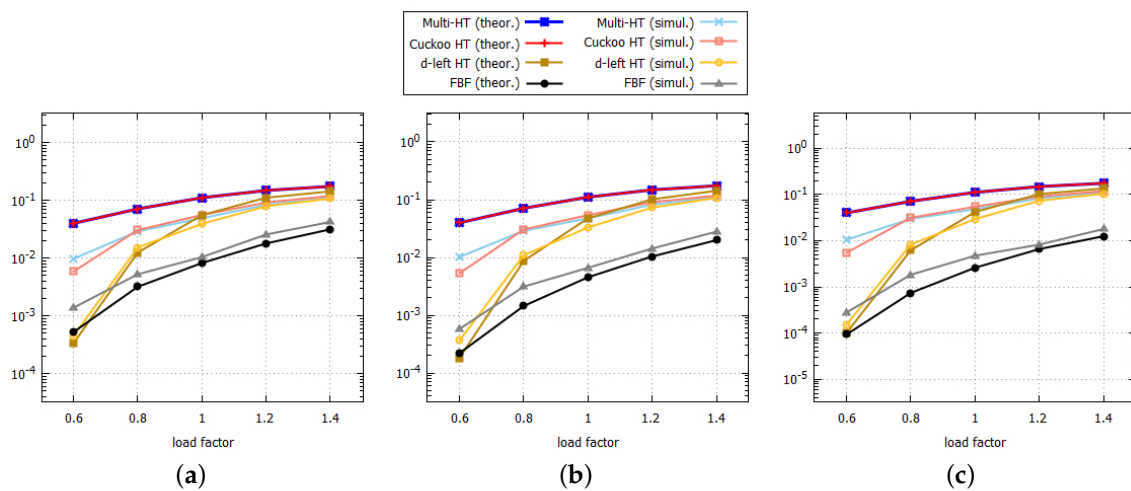 Multi-HT (theor.) Multi-HT (simul.)
Cuckoo HT (theor.) Cuckoo HT (simul.)
d-left HT (theor.) d-left HT (simul.)
FBF (theor.) FBF (simul.)
10^0 10^0 10^0
10^-1 10^-1 10^-1
10^-2 10^-2 10^-2
10^-3 10^-3 10^-3
10^-4 10^-4 10^-4
10^-5
0.6 0.8 1 1.2 1.4 0.6 0.8 1 1.2 1.4 0.6 0.8 1 1.2 1.4
load factor load factor load factor
(a) (b) (c)